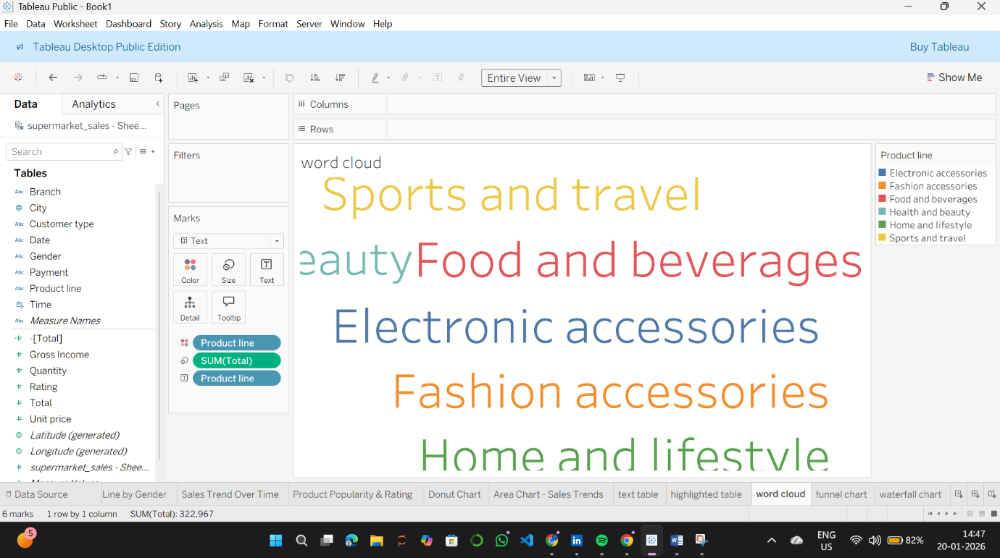 Tableau Public - Book1
File Data Worksheet Dashboard Story Analysis Map Format Server Window Help
Tableau Desktop Public Edition
Buy Tableau
Entire View
Show Me
Data
Analytics
supermarket_sales - Shee...
Search
Tables
Abc Branch
City
Abc Customer type
Abc Date
Abc Gender
Abc Payment
Abc Product line
Time
Abc Measure Names
-[Total]
Gross Income
Quantity
Rating
Total
Unit price
Latitude (generated)
Longitude (generated)
supermarket_sales - Shee...
Pages
Filters
Marks
Text
Color
Size
Text
Detail
Tooltip
Product line
SUM(Total)
Product line
Columns
Rows
word cloud
Sports and travel
eauty Food and beverages
Electronic accessories
Fashion accessories
Home and lifestyle
Product line
Electronic accessories
Fashion accessories
Food and beverages
Health and beauty
Home and lifestyle
Sports and travel
Data Source
Line by Gender
Sales Trend Over Time
Product Popularity & Rating
Donut Chart
Area Chart - Sales Trends
text table
highlighted table
word cloud
funnel chart
waterfall chart
6 marks
1 row by 1 column
SUM(Total): 322,967
5
ENG
US
82%
14:47
20-01-2026